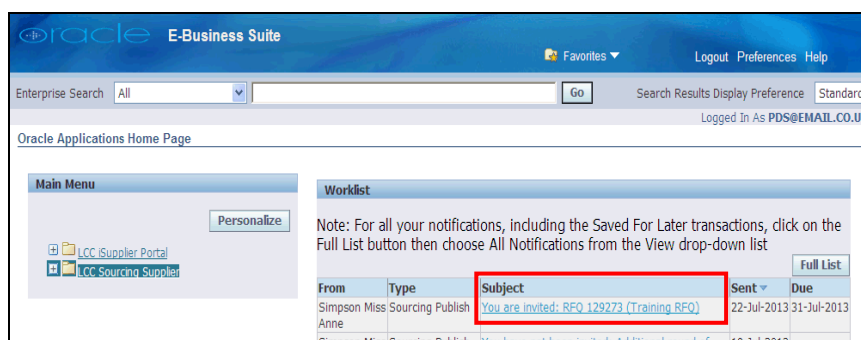 ORACLE E-Business Suite
Favorites Logout Preferences Help
Enterprise Search All Go Search Results Display Preference Standard
Logged In As PDS@EMAIL.CO.U
Oracle Applications Home Page
Main Menu
Personalize
LCC iSupplier Portal
LCC Sourcing Supplier
Worklist
Note: For all your notifications, including the Saved For Later transactions, click on the
Full List button then choose All Notifications from the View drop-down list
Full List
From Type Subject Sent Due
Simpson Miss Sourcing Publish You are invited: RFQ 129273 (Training RFQ) 22-Jul-2013 31-Jul-2013
Anne